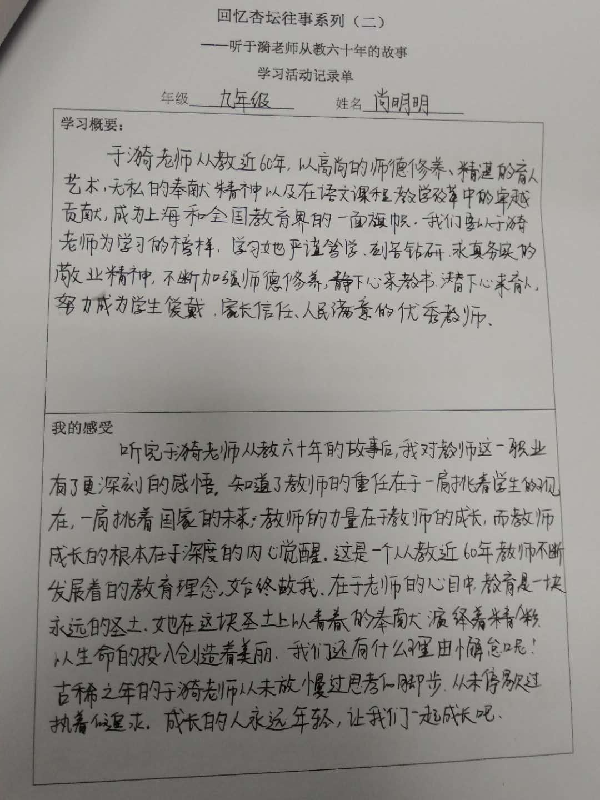 回忆杏坛往事系列（二）
——听于漪老师从教六十年的故事
学习活动记录单
年级 九年级 姓名 尚明明
学习概要：
于漪老师从教近60年，以高尚的师德修养、精湛的育人
艺术，无私的奉献精神以及在语文课程教学改革中的卓越
贡献，成为上海和全国教育界的一面旗帜。我们要以于漪
老师为学习的榜样，学习她严谨笃学，刻苦钻研，求真务实的
敬业精神，不断加强师德修养，静下心来教书，潜下心来育人，
努力成为学生爱戴、家长信任、人民满意的优秀教师。
我的感受
听完于漪老师从教六十年的故事后，我对教师这一职业
有了更深刻的感悟。知道了教师的重任在于一肩挑着学生的现
在，一肩挑着国家的未来；教师的力量在于教师的成长，而教师
成长的根本在于深度的内心觉醒。这是一个从教近60年教师不断
发展着的教育理念，始终故我。在于老师的心目中，教育是一块
永远的圣土，她在这块圣土上以青春的奉献演绎着精彩，
以生命的投入创造着美丽。我们还有什么理由懈怠呢！
古稀之年的于漪老师从未放慢过思考的脚步，从未停歇过
执着的追求。成长的人永远年轻，让我们一起成长吧。